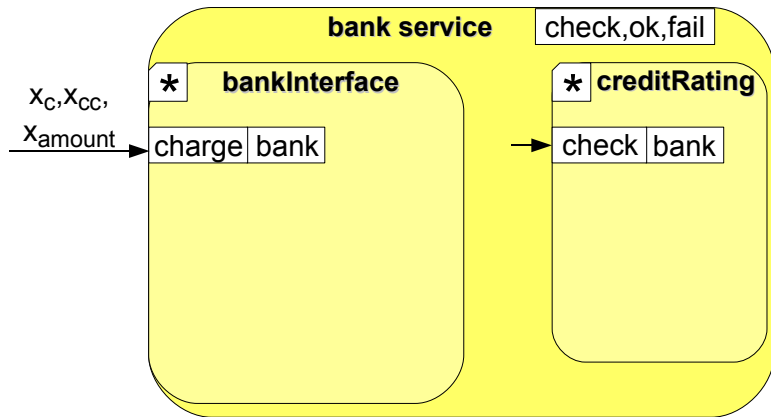 bank service check,ok,fail
* bankInterface * creditRating
xc,xcc,
xamount
charge bank check bank